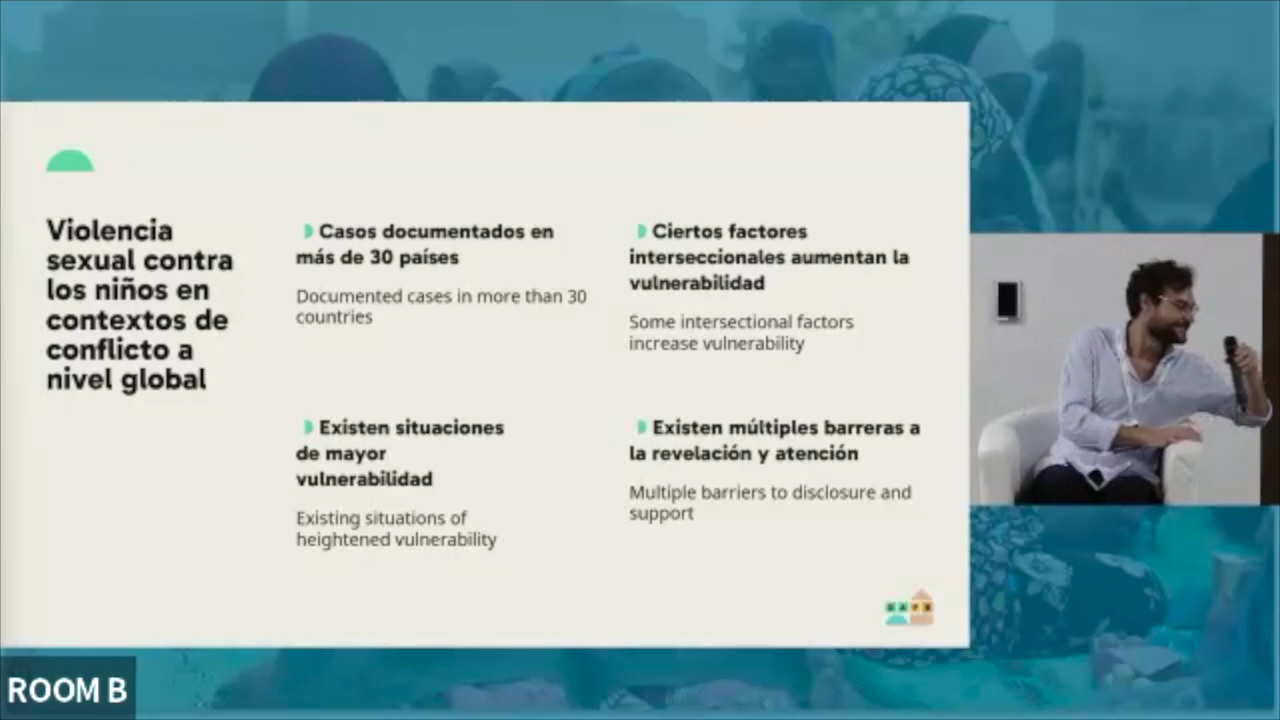 Violencia
sexual contra
los niños en
contextos de
conflicto a
nivel global
Casos documentados en
más de 30 países
Documented cases in more than 30
countries
Ciertos factores
interseccionales aumentan la
vulnerabilidad
Some intersectional factors
increase vulnerability
Existen situaciones
de mayor
vulnerabilidad
Existing situations of
heightened vulnerability
Existen múltiples barreras a
la revelación y atención
Multiple barriers to disclosure and
support
ROOM B